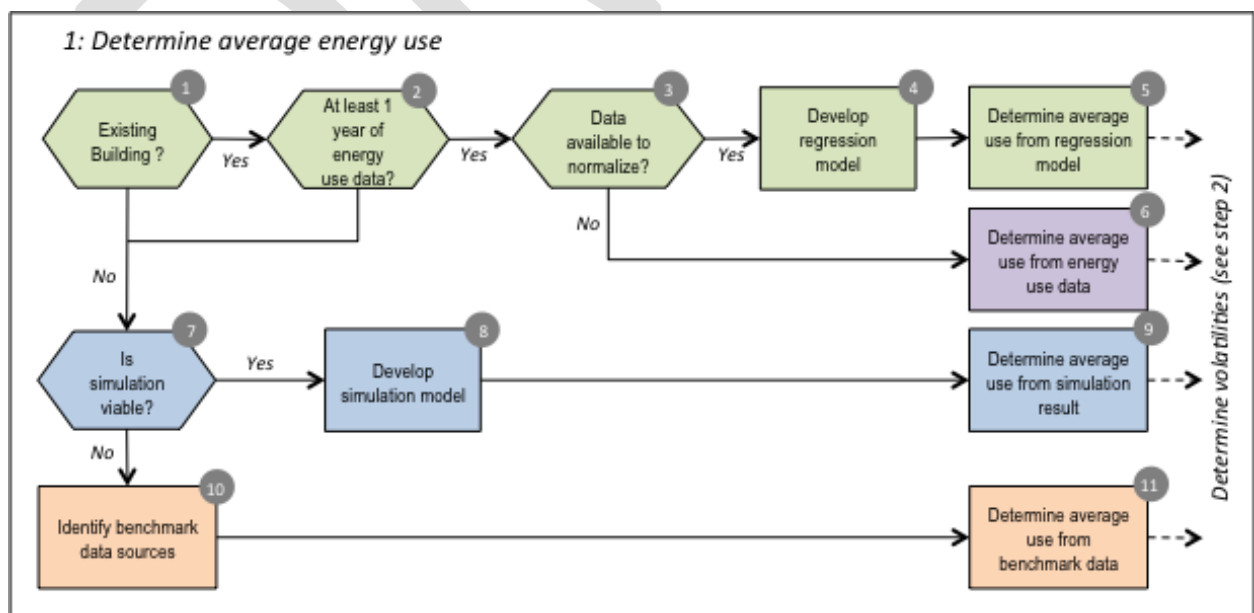 1: Determine average energy use
1
Existing
Building ?
Yes
2
At least 1
year of
energy
use data?
Yes
3
Data
available to
normalize?
Yes
4
Develop
regression
model
5
Determine average
use from regression
model
No
6
Determine average
use from energy
use data
No
7
Is
simulation
viable?
Yes
8
Develop
simulation model
9
Determine average
use from simulation
result
No
10
Identify benchmark
data sources
11
Determine average
use from
benchmark data
Determine volatilities (see step 2)